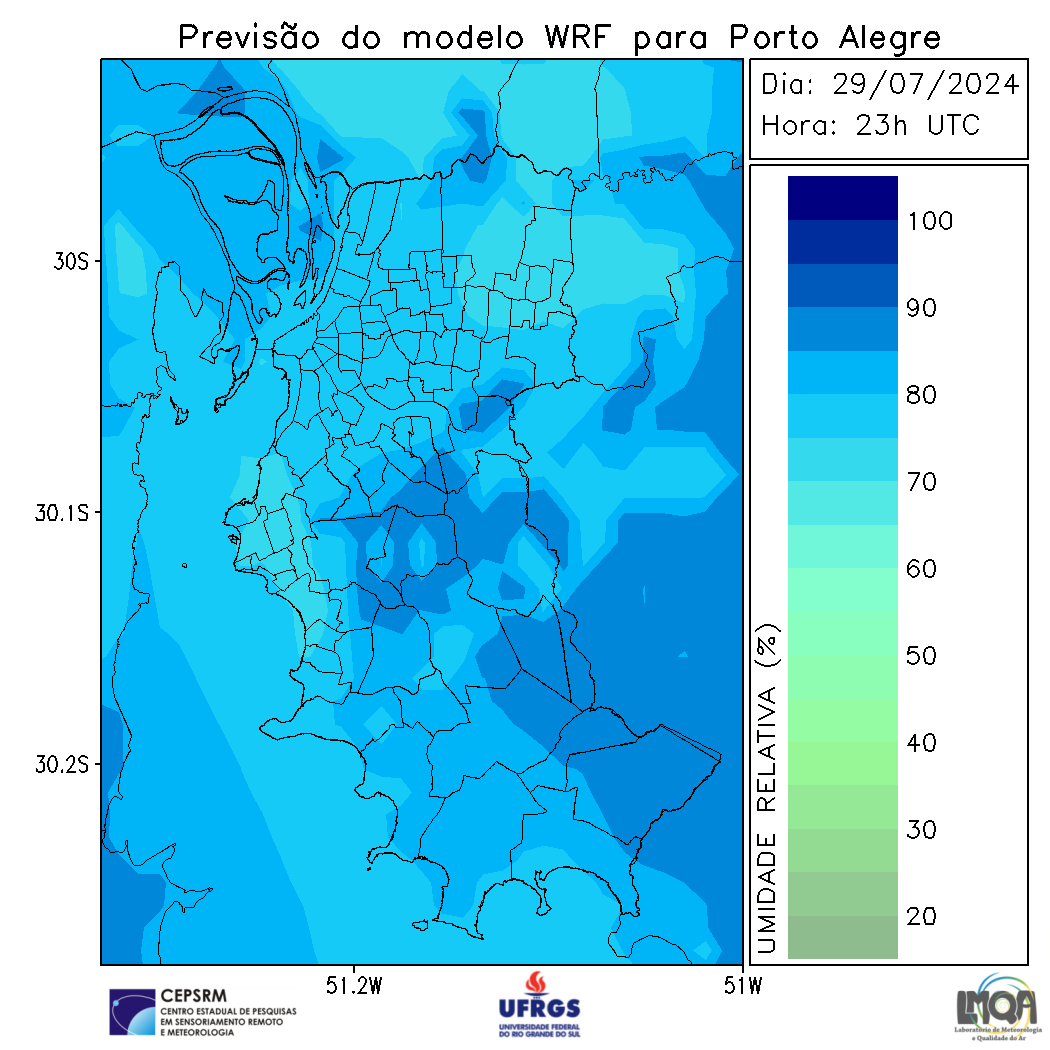 Previsão do modelo WRF para Porto Alegre
Dia: 29/07/2024
Hora: 23h UTC
30S
30.1S
30.2S
51.2W
51W
UMIDADE RELATIVA (%)
100
90
80
70
60
50
40
30
20
CEPSRM
CENTRO ESTADUAL DE PESQUISAS
EM SENSORIAMENTO REMOTO
E METEOROLOGIA
UFRGS
UNIVERSIDADE FEDERAL
DO RIO GRANDE DO SUL
LMQA
Laboratório de Meteorologia
e Qualidade do Ar